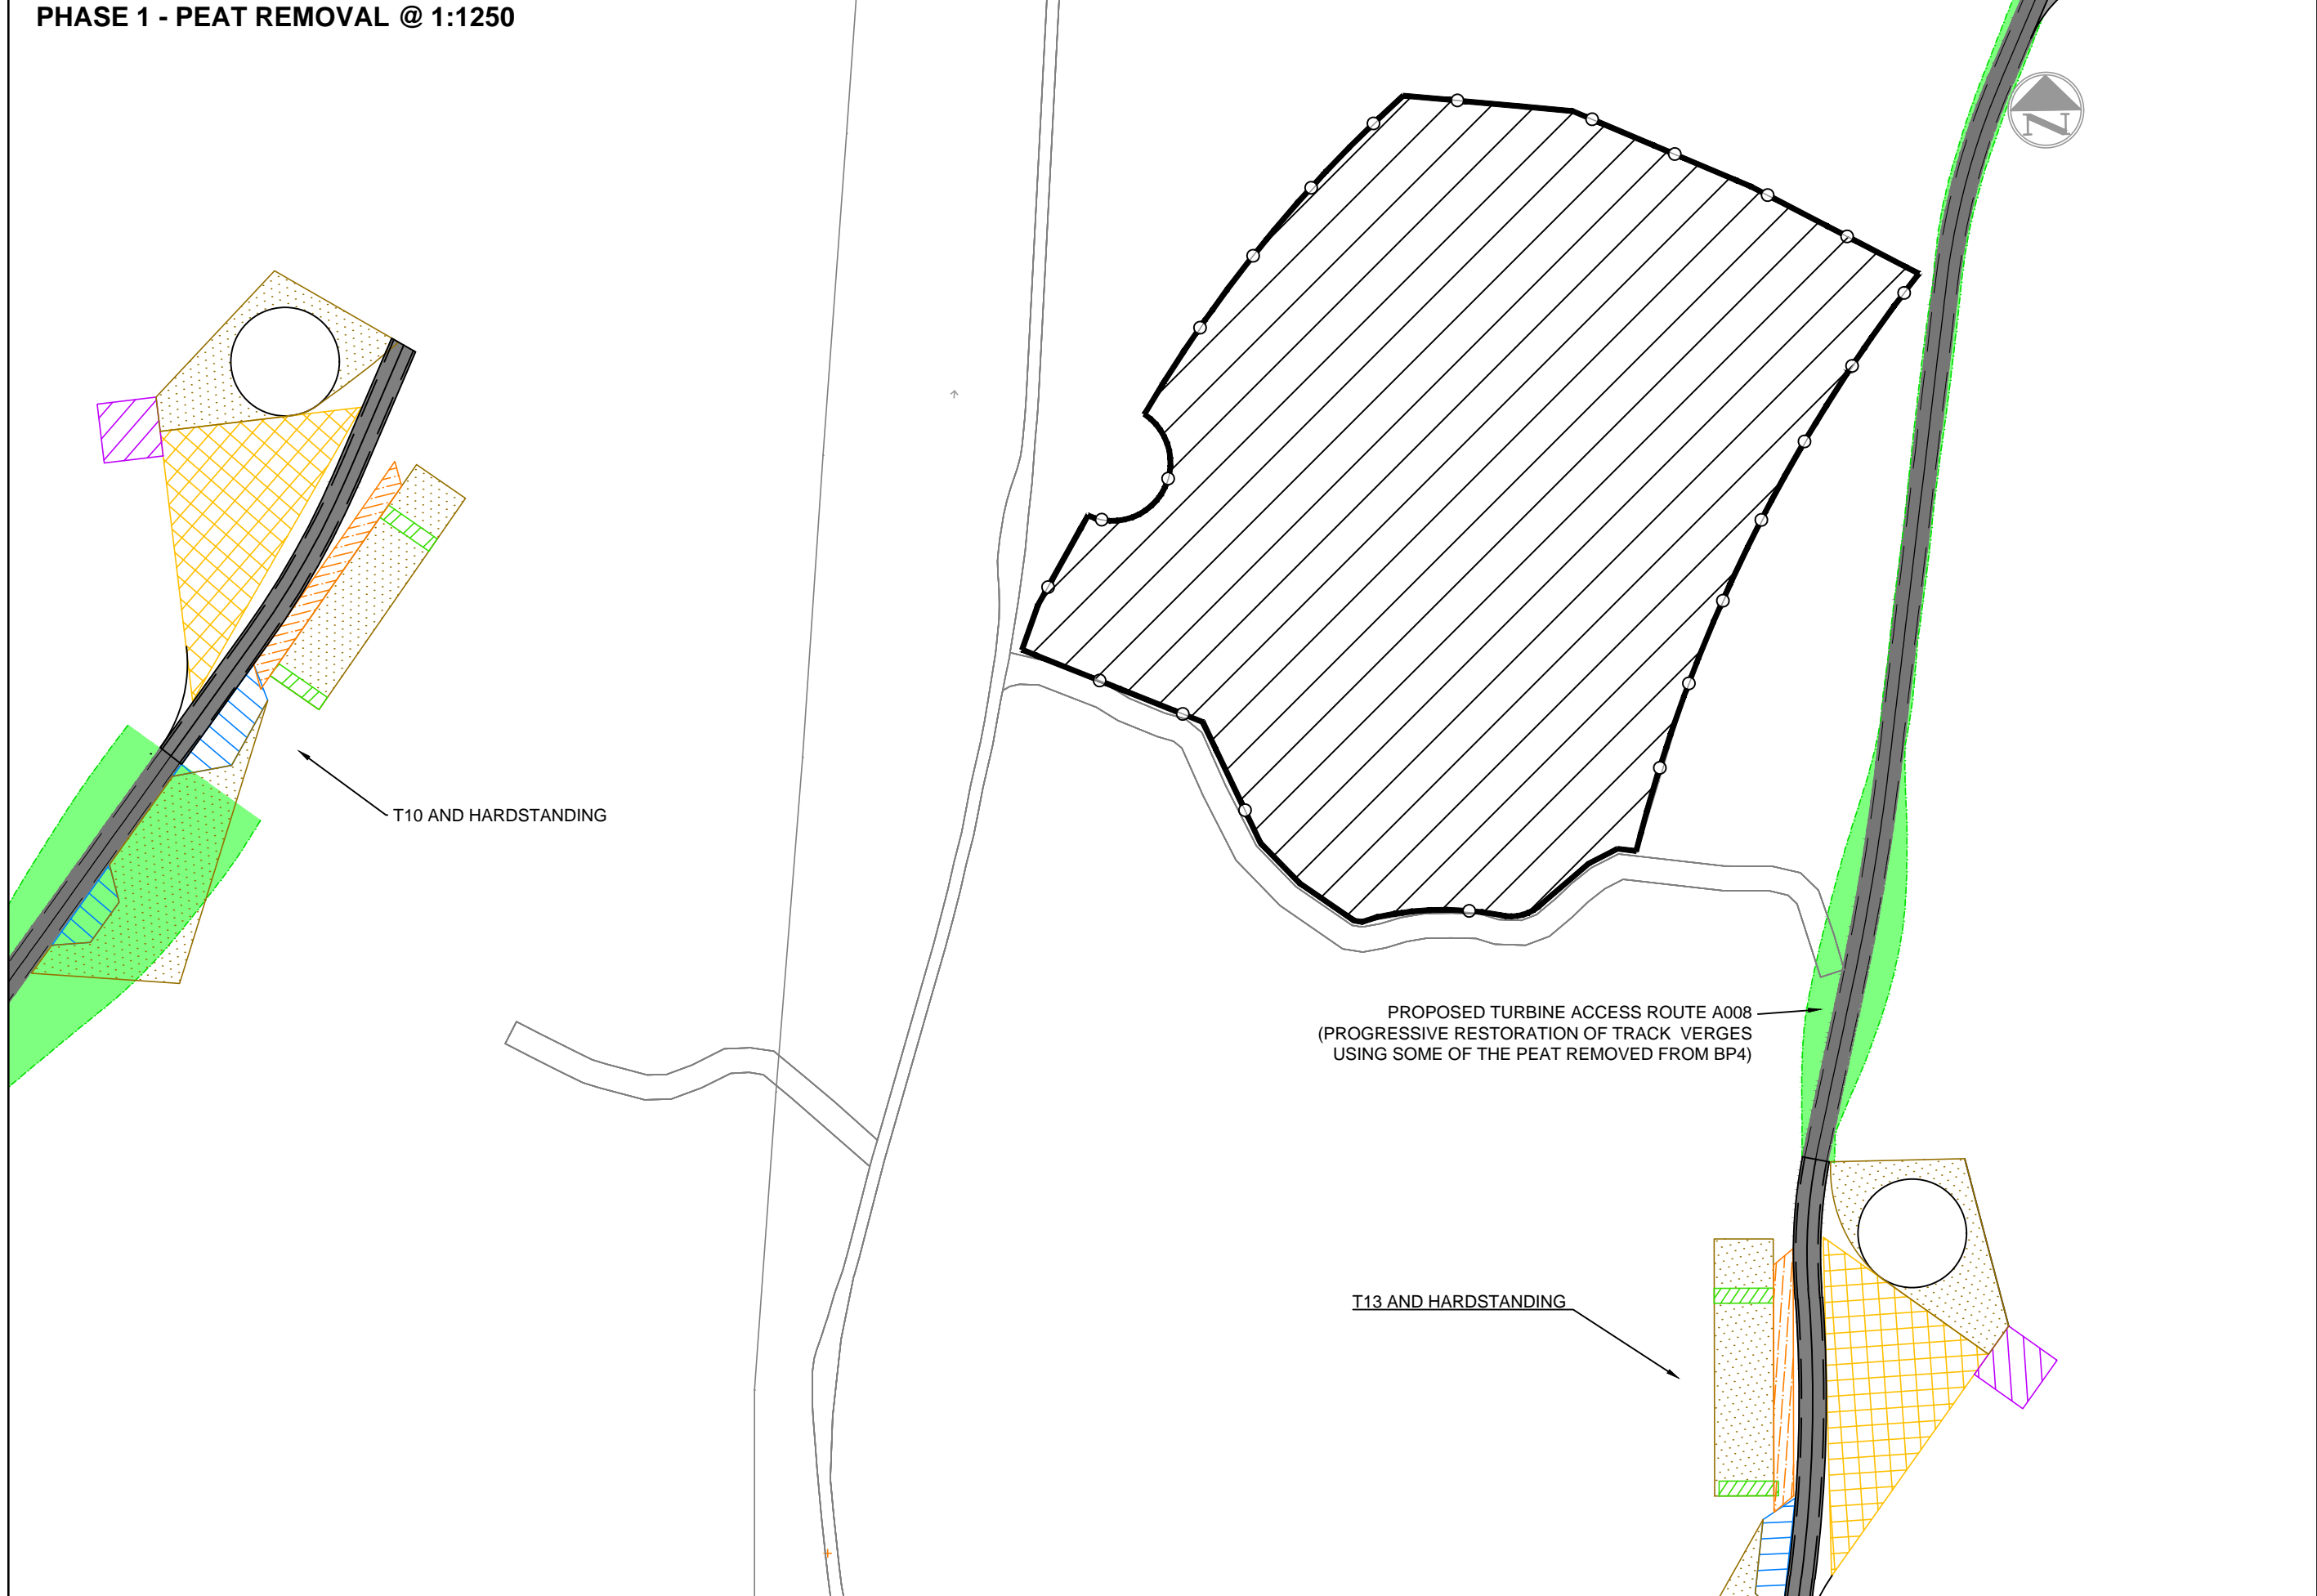 PHASE 1 - PEAT REMOVAL @ 1:1250
N
T10 AND HARDSTANDING
PROPOSED TURBINE ACCESS ROUTE A008
(PROGRESSIVE RESTORATION OF TRACK VERGES
USING SOME OF THE PEAT REMOVED FROM BP4)
T13 AND HARDSTANDING